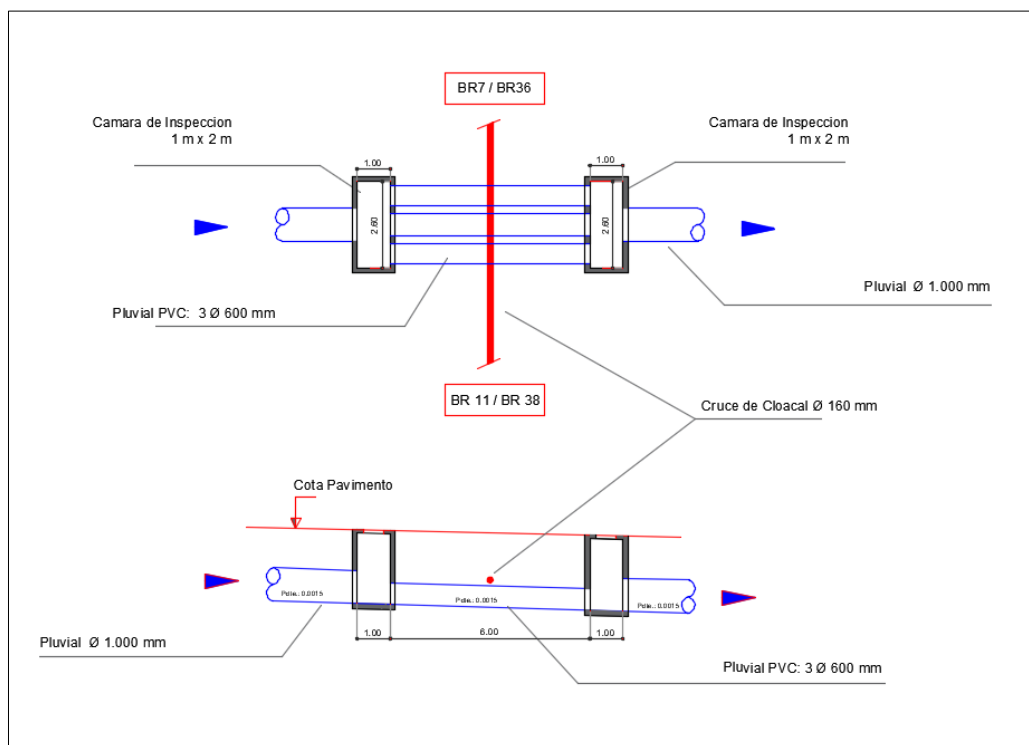 BR7 / BR36
Camara de Inspeccion
1 m x 2 m
Camara de Inspeccion
1 m x 2 m
1.00
1.00
2.60
2.60
Pluvial Ø 1.000 mm
Pluvial PVC: 3 Ø 600 mm
BR 11 / BR 38
Cruce de Cloacal Ø 160 mm
Cota Pavimento
Pdte.: 0.0015
Pdte.: 0.0015
Pdte.: 0.0015
1.00
6.00
1.00
Pluvial Ø 1.000 mm
Pluvial PVC: 3 Ø 600 mm